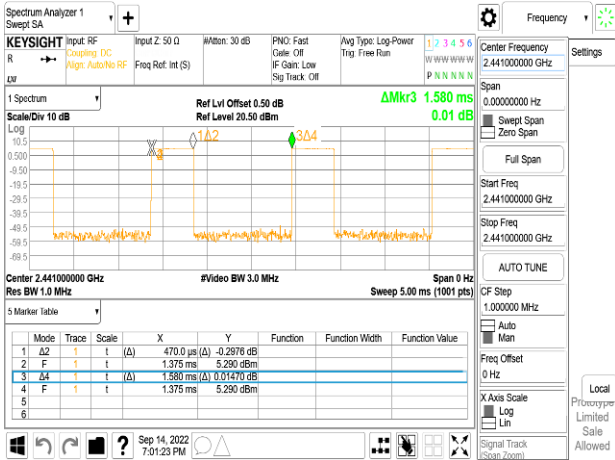 Spectrum Analyzer 1
Swept SA
Frequency
KEYSIGHT
R
Input: RF
Coupling: DC
Align: Auto/No RF
Input Z: 50 Ω
Freq Ref: Int (S)
#Atten: 30 dB
PNO: Fast
Gate: Off
IF Gain: Low
Sig Track: Off
Avg Type: Log-Power
Trig: Free Run
1 2 3 4 5 6
W W W W W W
P N N N N N
LXI
1 Spectrum
Scale/Div 10 dB
Ref Lvl Offset 0.50 dB
Ref Level 20.50 dBm
ΔMkr3 1.580 ms
0.01 dB
Log
10.5
0.500
-9.50
-19.5
-29.5
-39.5
-49.5
-59.5
-69.5
1Δ2
3Δ4
Center 2.441000000 GHz
Res BW 1.0 MHz
#Video BW 3.0 MHz
Span 0 Hz
Sweep 5.00 ms (1001 pts)
5 Marker Table
Mode Trace Scale X Y Function Function Width Function Value
1 Δ2 1 t (Δ) 470.0 µs (Δ) -0.2976 dB
2 F 1 t 1.375 ms 5.290 dBm
3 Δ4 1 t (Δ) 1.580 ms (Δ) 0.01470 dB
4 F 1 t 1.375 ms 5.290 dBm
5
6
Sep 14, 2022
7:01:23 PM
Center Frequency
2.441000000 GHz
Span
0.00000000 Hz
Swept Span
Zero Span
Full Span
Start Freq
2.441000000 GHz
Stop Freq
2.441000000 GHz
AUTO TUNE
CF Step
1.000000 MHz
Auto
Man
Freq Offset
0 Hz
X Axis Scale
Log
Lin
Signal Track
(Span Zoom)
Settings
Local
Prototype
Limited
Sale
Allowed